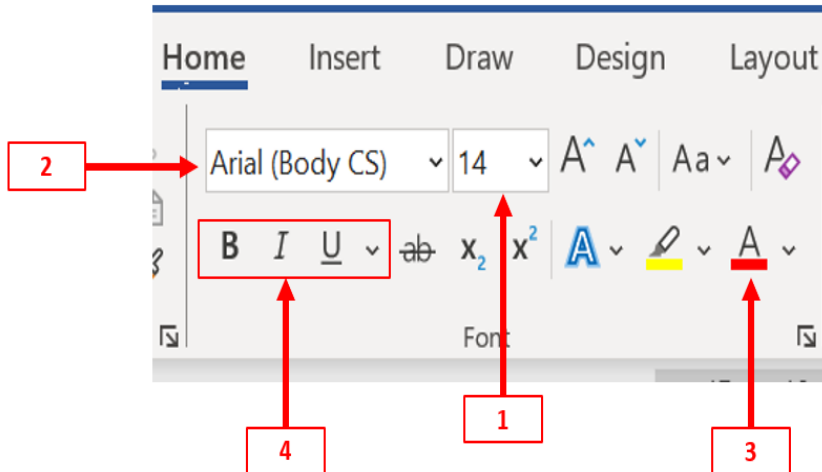 Home Insert Draw Design Layout
2
Arial (Body CS) 14 A A Aa A
B I U ab x2 x2 A A
Font
1
4
3